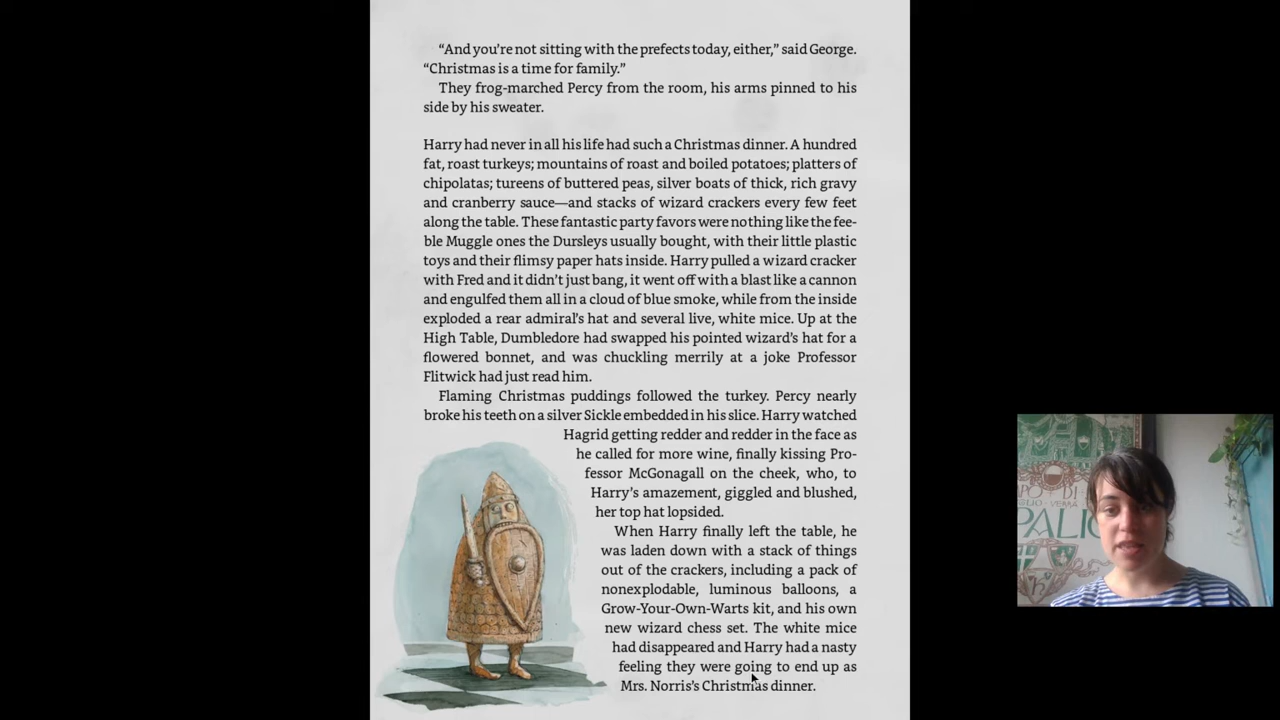 “And you’re not sitting with the prefects today, either,” said George.
“Christmas is a time for family.”
They frog-marched Percy from the room, his arms pinned to his
side by his sweater.
Harry had never in all his life had such a Christmas dinner. A hundred
fat, roast turkeys; mountains of roast and boiled potatoes; platters of
chipolatas; tureens of buttered peas, silver boats of thick, rich gravy
and cranberry sauce—and stacks of wizard crackers every few feet
along the table. These fantastic party favors were nothing like the fee-
ble Muggle ones the Dursleys usually bought, with their little plastic
toys and their flimsy paper hats inside. Harry pulled a wizard cracker
with Fred and it didn’t just bang, it went off with a blast like a cannon
and engulfed them all in a cloud of blue smoke, while from the inside
exploded a rear admiral’s hat and several live, white mice. Up at the
High Table, Dumbledore had swapped his pointed wizard’s hat for a
flowered bonnet, and was chuckling merrily at a joke Professor
Flitwick had just read him.
Flaming Christmas puddings followed the turkey. Percy nearly
broke his teeth on a silver Sickle embedded in his slice. Harry watched
Hagrid getting redder and redder in the face as
he called for more wine, finally kissing Pro-
fessor McGonagall on the cheek, who, to
Harry’s amazement, giggled and blushed,
her top hat lopsided.
When Harry finally left the table, he
was laden down with a stack of things
out of the crackers, including a pack of
nonexplodable, luminous balloons, a
Grow-Your-Own-Warts kit, and his own
new wizard chess set. The white mice
had disappeared and Harry had a nasty
feeling they were going to end up as
Mrs. Norris’s Christmas dinner.
PALIO